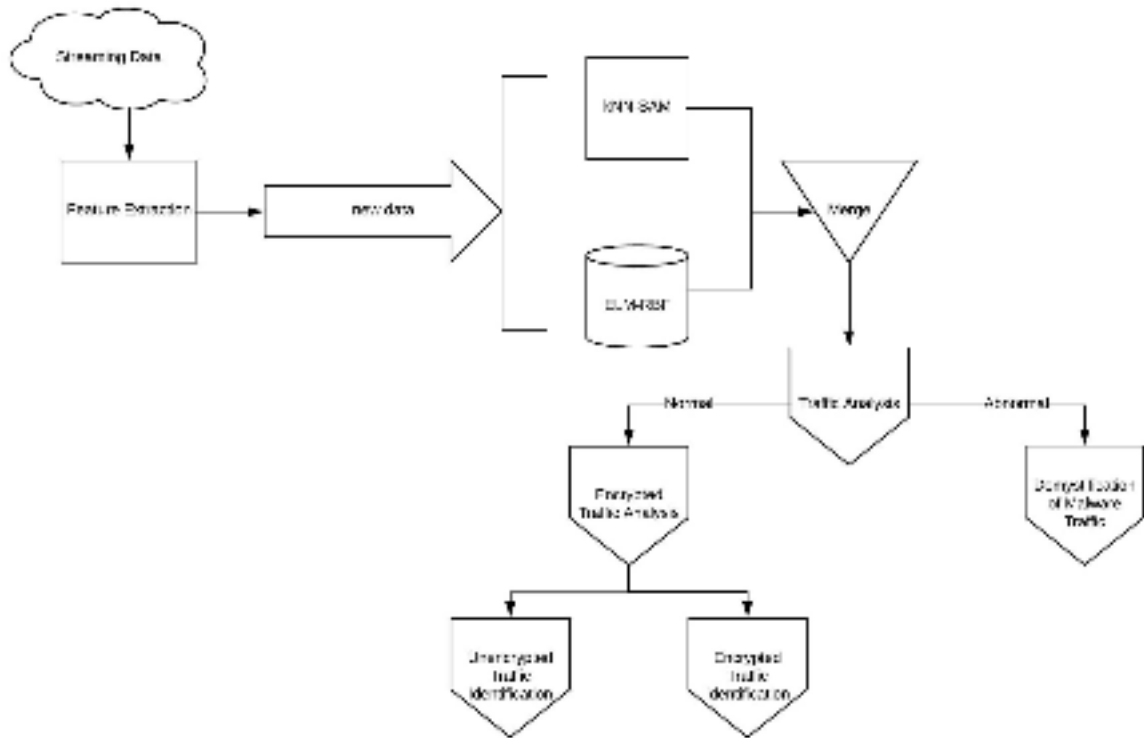 Streaming Data
Feature Extraction
new data
kNN-SAM
Merge
Traffic Analysis
Normal
Abnormal
Encrypted
Traffic Analysis
Demystification
of Malware
Traffic
Unencrypted
Traffic
Identification
Encrypted
Traffic
Identification